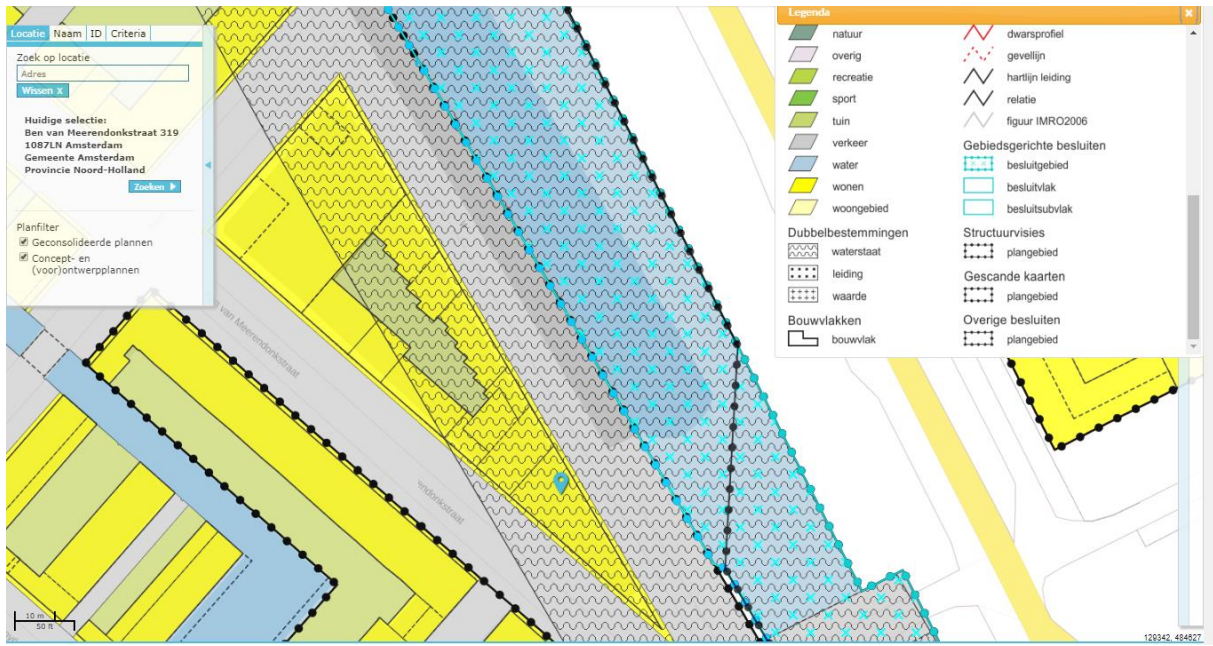 Locatie Naam ID Criteria
Zoek op locatie
Adres
Wissen x
Huidige selectie:
Ben van Meerendonkstraat 319
1087LN Amsterdam
Gemeente Amsterdam
Provincie Noord-Holland
Zoeken
Planfilter
Geconsolideerde plannen
Concept- en
(voor)ontwerpplannen
n van Meerendonkstraat
endonkstraat
10 m
50 ft
Legenda
x
natuur
overig
recreatie
sport
tuin
verkeer
water
wonen
woongebied
Dubbelbestemmingen
waterstaat
leiding
waarde
Bouwvlakken
bouwvlak
dwarsprofiel
gevellijn
hartlijn leiding
relatie
figuur IMRO2006
Gebiedsgerichte besluiten
besluitgebied
besluitvlak
besluitsubvlak
Structuurvisies
plangebied
Gescande kaarten
plangebied
Overige besluiten
plangebied
129342, 484627